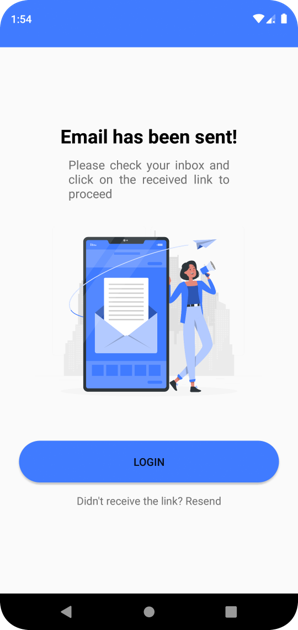 1:54
Email has been sent!
Please check your inbox and
click on the received link to
proceed
LOGIN
Didn't receive the link? Resend